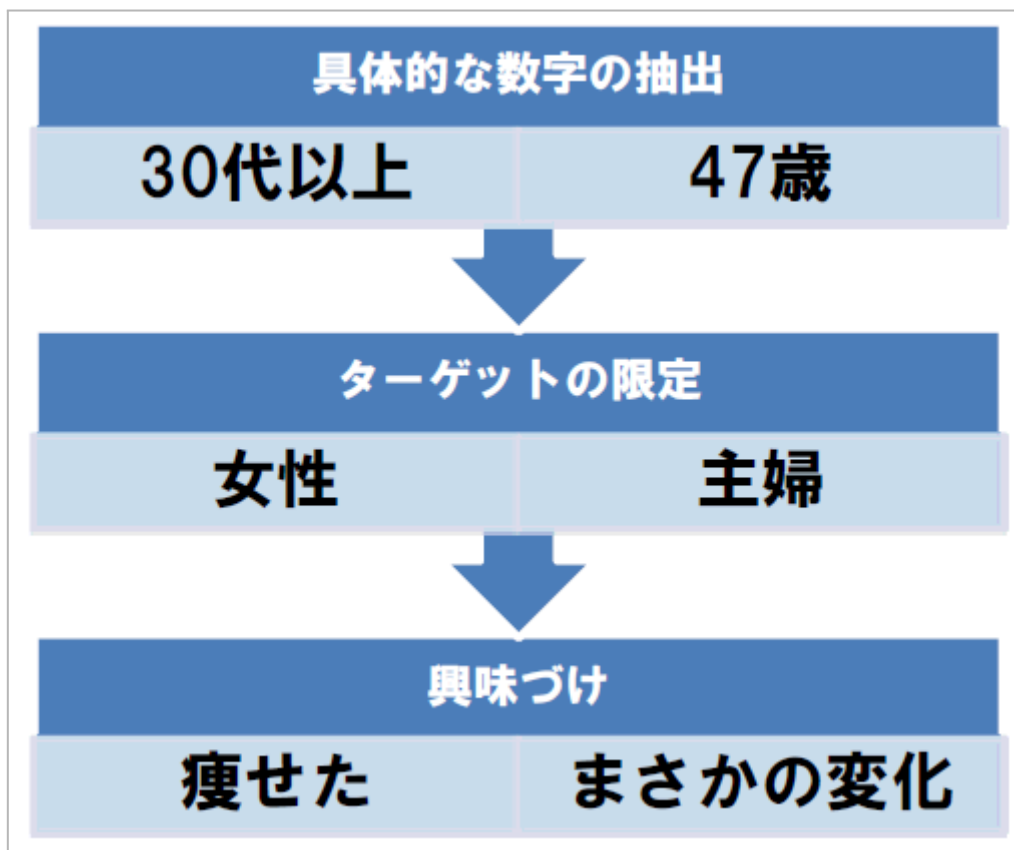 具体的な数字の抽出
30代以上 47歳
ターゲットの限定
女性 主婦
興味づけ
痩せた まさかの変化